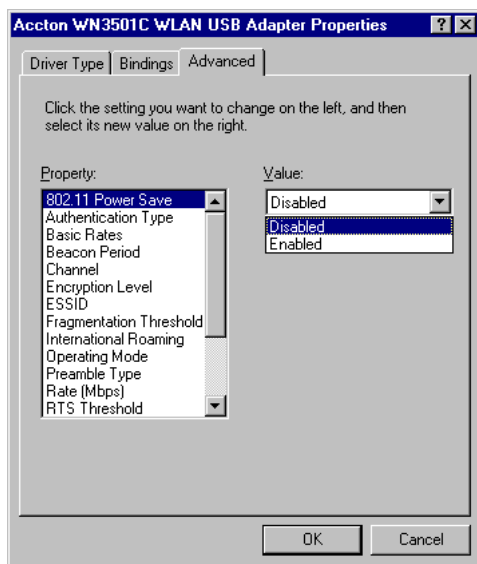 Accton WN3501C WLAN USB Adapter Properties
Driver Type
Bindings
Advanced
Click the setting you want to change on the left, and then
select its new value on the right.
Property:
802.11 Power Save
Authentication Type
Basic Rates
Beacon Period
Channel
Encryption Level
ESSID
Fragmentation Threshold
International Roaming
Operating Mode
Preamble Type
Rate (Mbps)
RTS Threshold
Value:
Disabled
Disabled
Enabled
OK
Cancel